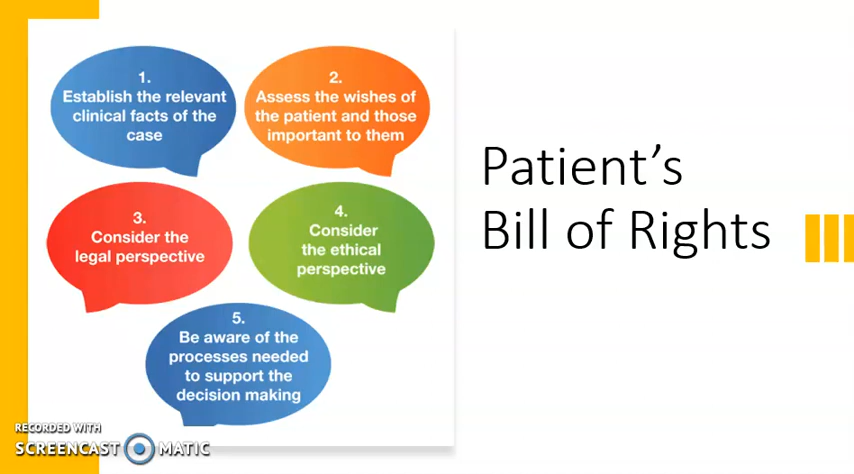 1.
Establish the relevant
clinical facts of the
case
2.
Assess the wishes of
the patient and those
important to them
3.
Consider the
legal perspective
4.
Consider
the ethical
perspective
5.
Be aware of the
processes needed
to support the
decision making
Patient’s
Bill of Rights
RECORDED WITH
SCREENCAST MATIC